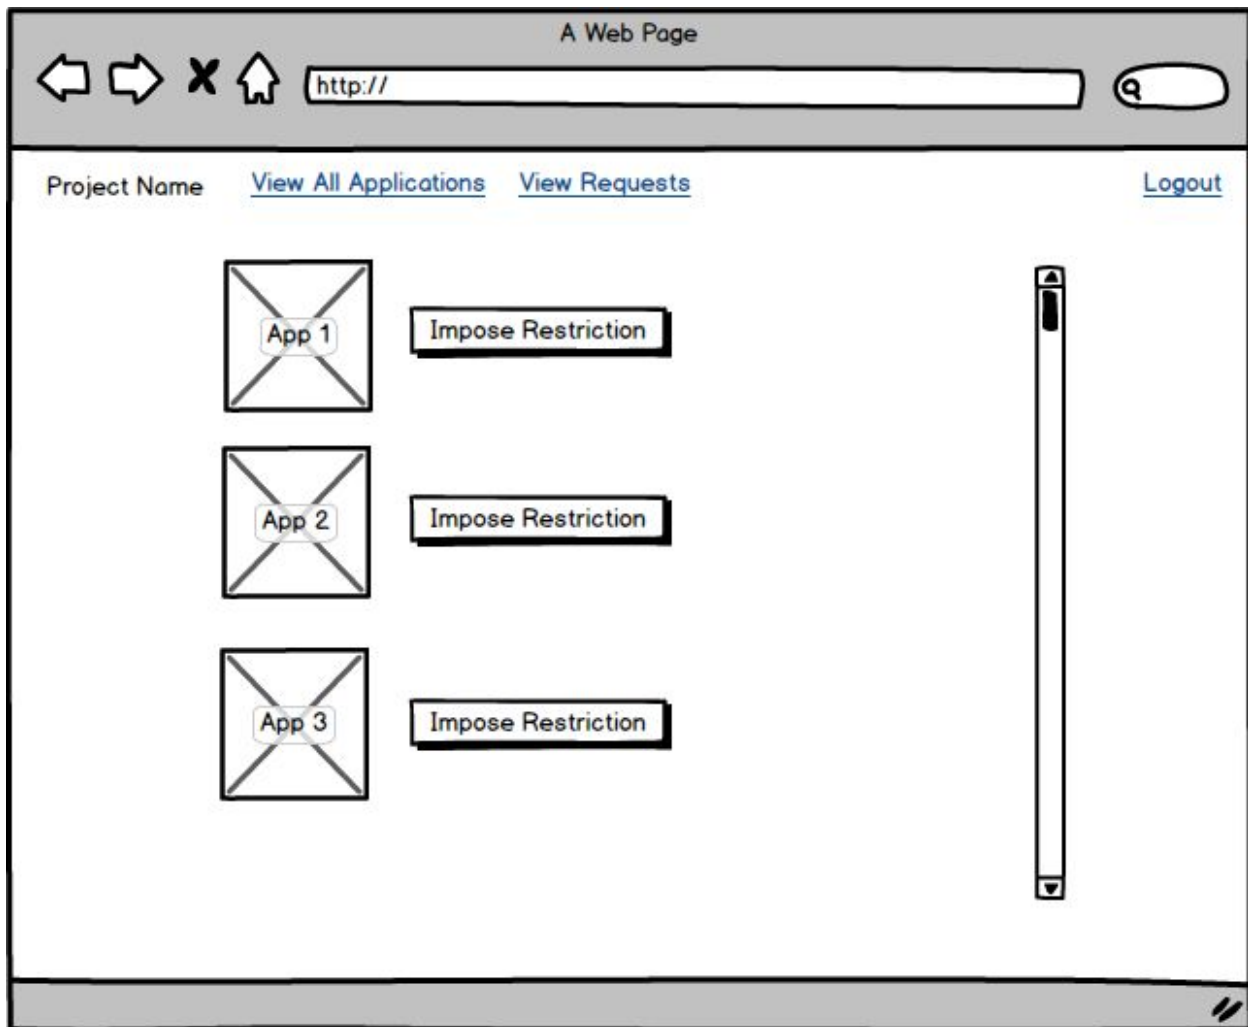 A Web Page
http://
Project Name View All Applications View Requests Logout
App 1 Impose Restriction
App 2 Impose Restriction
App 3 Impose Restriction